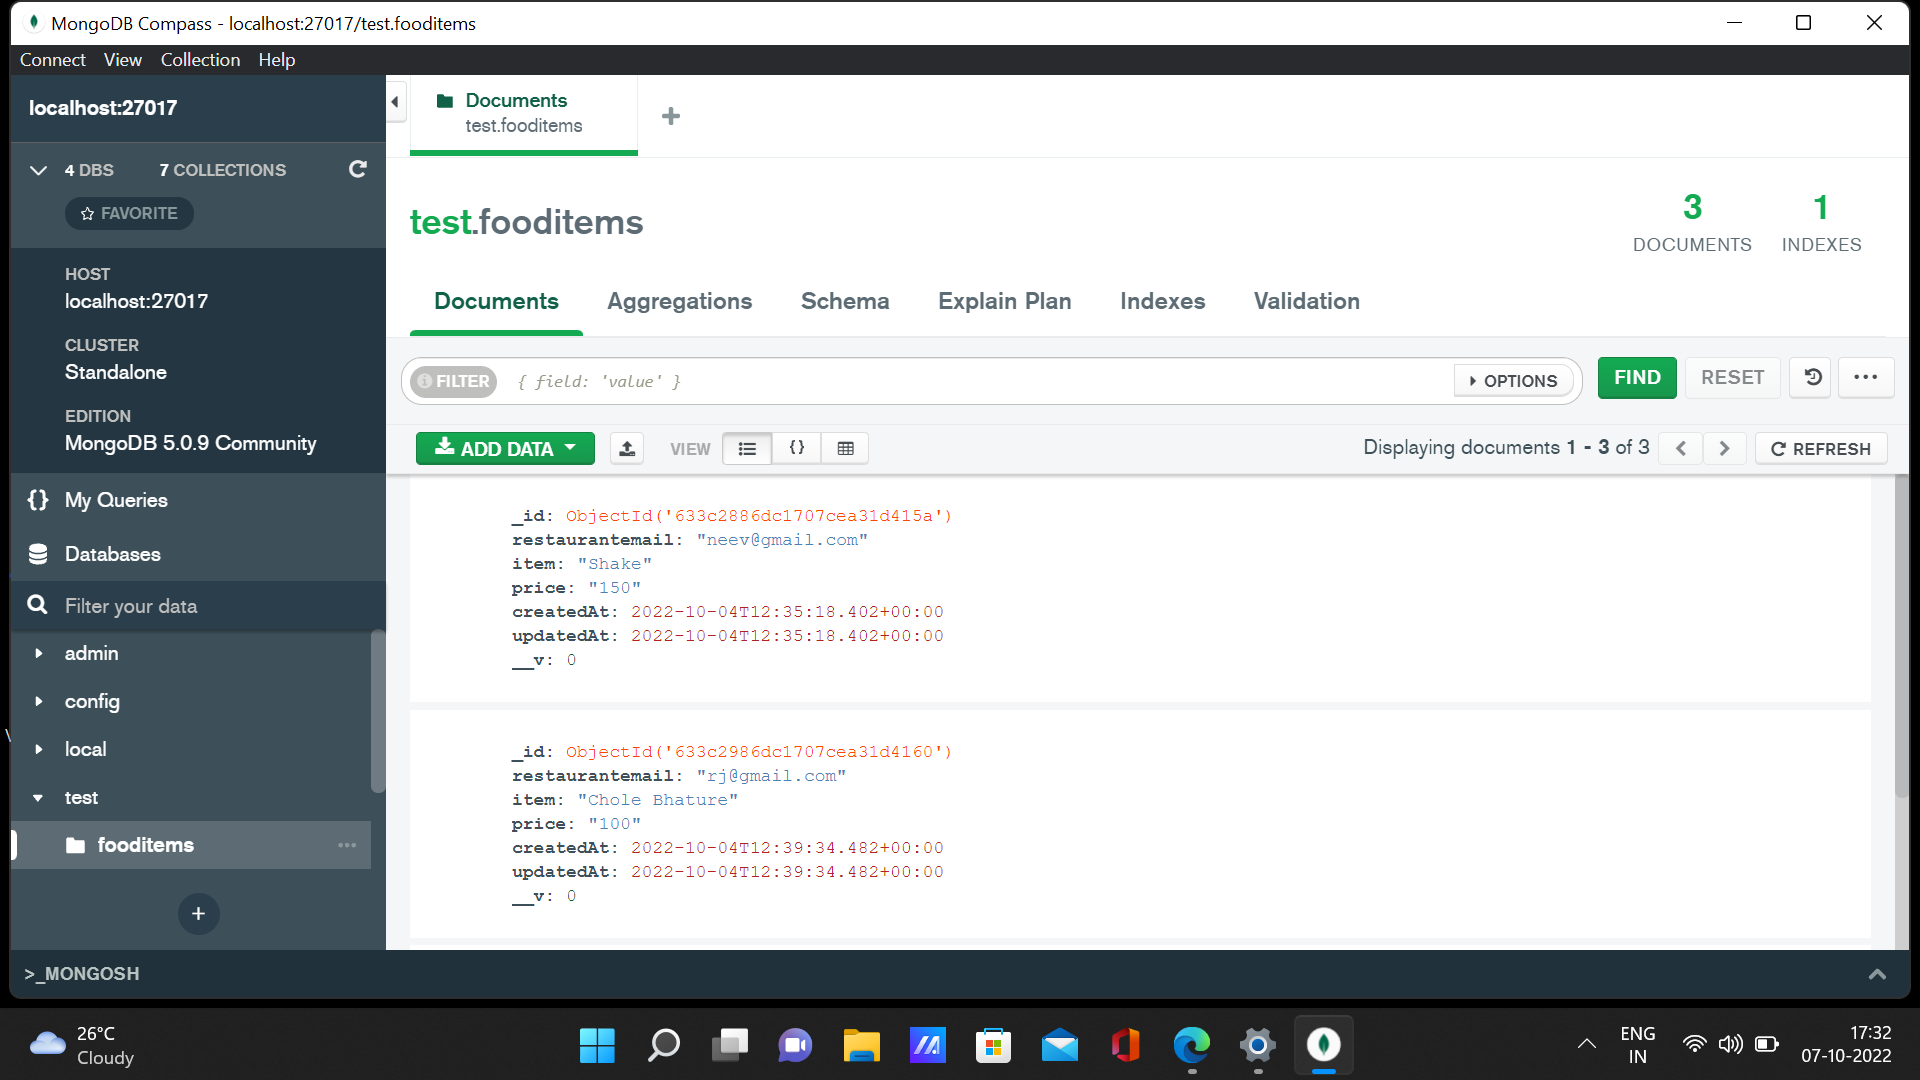 MongoDB Compass - localhost:27017/test.fooditems
Connect View Collection Help
localhost:27017
4 DBS 7 COLLECTIONS
FAVORITE
HOST
localhost:27017
CLUSTER
Standalone
EDITION
MongoDB 5.0.9 Community
{} My Queries
Databases
Filter your data
admin
config
local
test
fooditems
+
Documents
test.fooditems
+
test.fooditems
3
DOCUMENTS
1
INDEXES
Documents Aggregations Schema Explain Plan Indexes Validation
FILTER { field: 'value' } OPTIONS FIND RESET ...
ADD DATA VIEW {} Displaying documents 1 - 3 of 3 < > REFRESH
_id: ObjectId('633c2886dc1707cea31d415a')
restaurantemail: "neev@gmail.com"
item: "Shake"
price: "150"
createdAt: 2022-10-04T12:35:18.402+00:00
updatedAt: 2022-10-04T12:35:18.402+00:00
__v: 0
_id: ObjectId('633c2986dc1707cea31d4160')
restaurantemail: "rj@gmail.com"
item: "Chole Bhature"
price: "100"
createdAt: 2022-10-04T12:39:34.482+00:00
updatedAt: 2022-10-04T12:39:34.482+00:00
__v: 0
>_MONGOSH
26°C
Cloudy
ENG
IN
17:32
07-10-2022